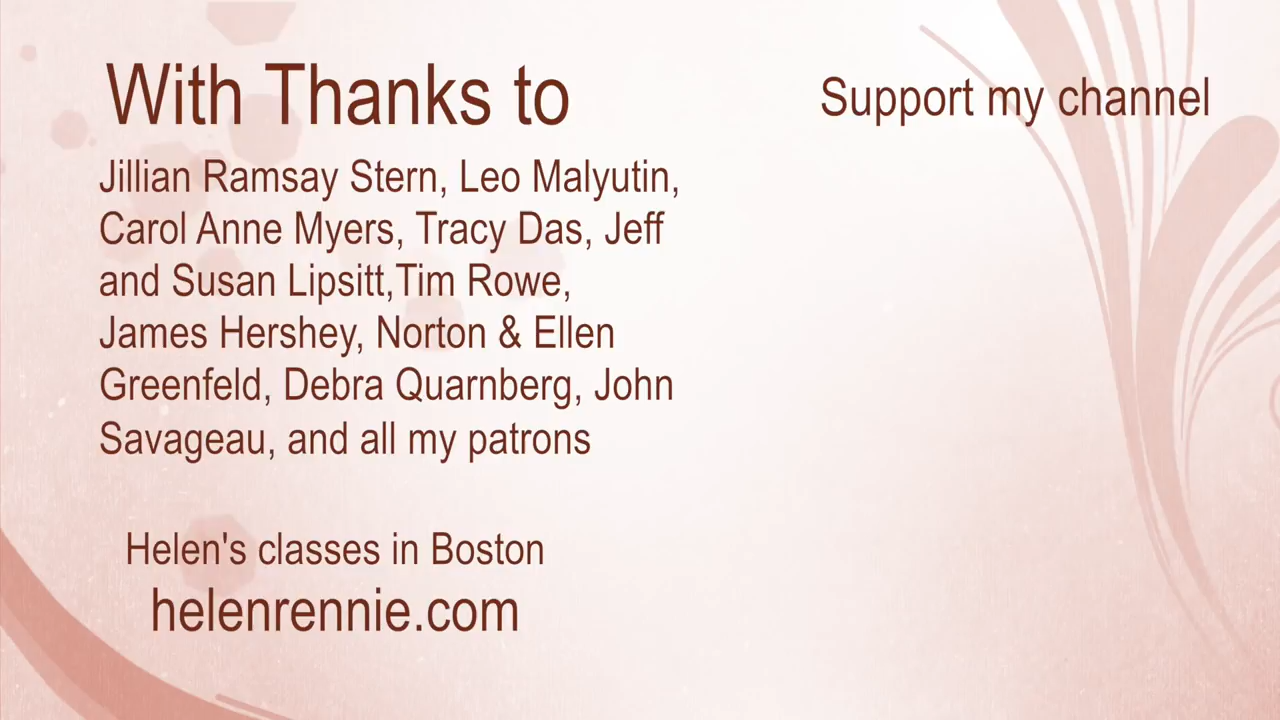 With Thanks to
Support my channel
Jillian Ramsay Stern, Leo Malyutin,
Carol Anne Myers, Tracy Das, Jeff
and Susan Lipsitt,Tim Rowe,
James Hershey, Norton & Ellen
Greenfeld, Debra Quarnberg, John
Savageau, and all my patrons
Helen's classes in Boston
helenrennie.com